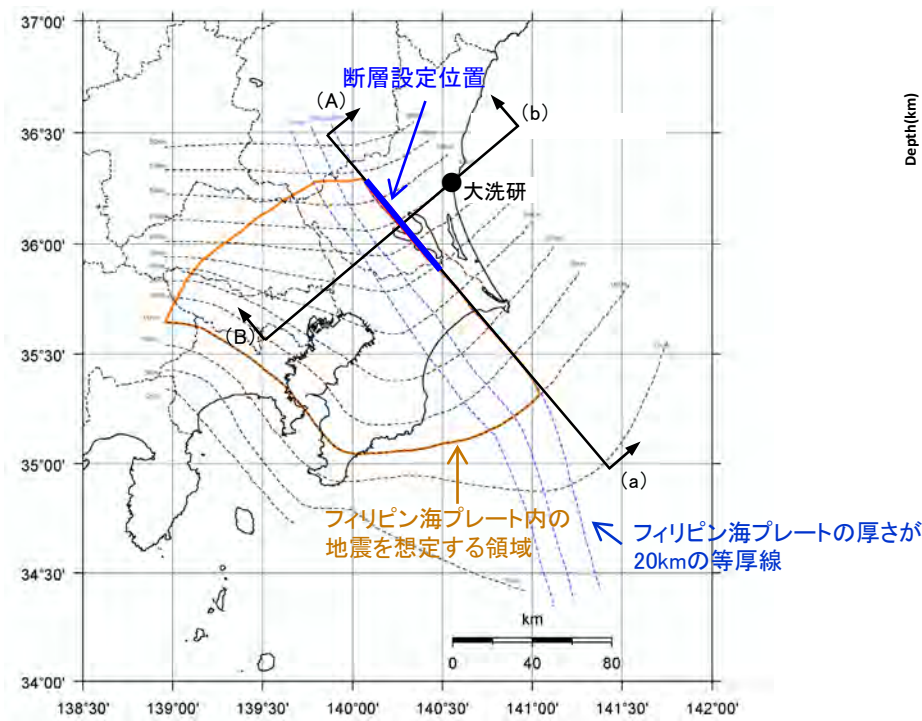 37°00'
36°30'
36°00'
35°30'
35°00'
34°30'
34°00'
138°30'
139°00'
139°30'
140°00'
140°30'
141°00'
141°30'
142°00'
断層設定位置
(A)
(b)
大洗研
(B)
(a)
フィリピン海プレート内の
地震を想定する領域
フィリピン海プレートの厚さが
20kmの等厚線
km
0
40
80
Depth(km)